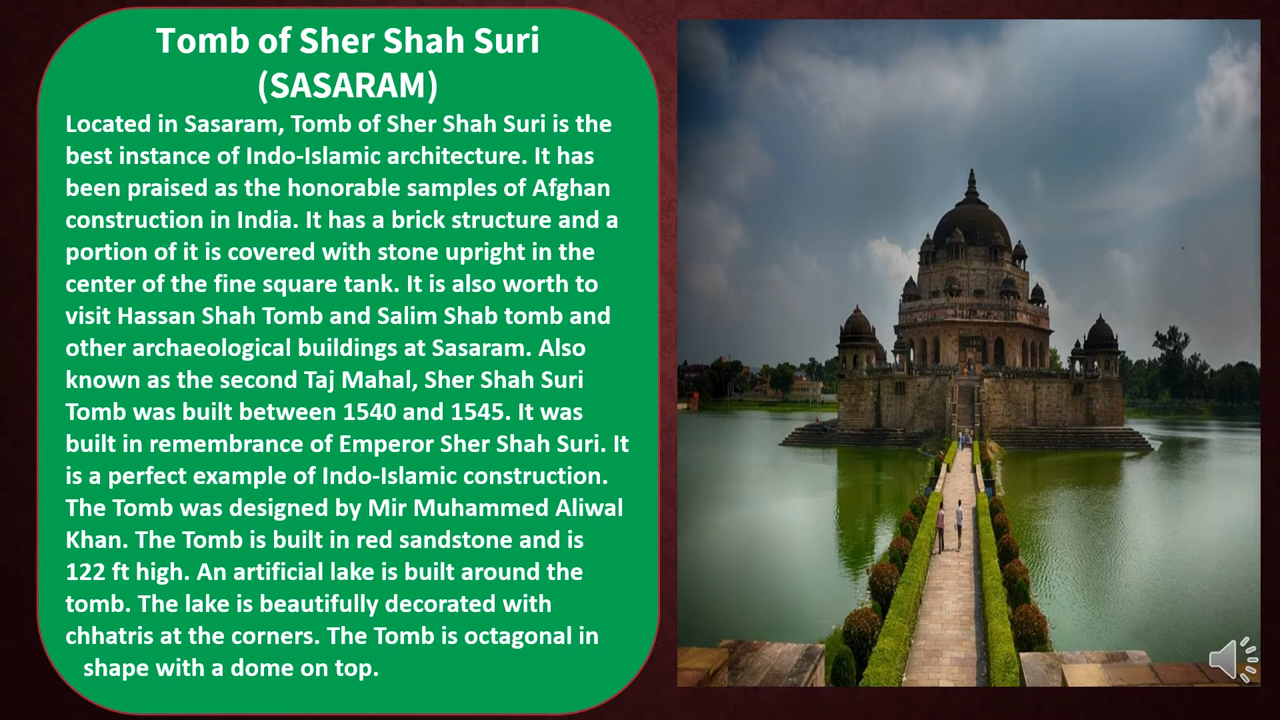 Tomb of Sher Shah Suri
(SASARAM)
Located in Sasaram, Tomb of Sher Shah Suri is the
best instance of Indo-Islamic architecture. It has
been praised as the honorable samples of Afghan
construction in India. It has a brick structure and a
portion of it is covered with stone upright in the
center of the fine square tank. It is also worth to
visit Hassan Shah Tomb and Salim Shab tomb and
other archaeological buildings at Sasaram. Also
known as the second Taj Mahal, Sher Shah Suri
Tomb was built between 1540 and 1545. It was
built in remembrance of Emperor Sher Shah Suri. It
is a perfect example of Indo-Islamic construction.
The Tomb was designed by Mir Muhammed Aliwal
Khan. The Tomb is built in red sandstone and is
122 ft high. An artificial lake is built around the
tomb. The lake is beautifully decorated with
chhatris at the corners. The Tomb is octagonal in
shape with a dome on top.